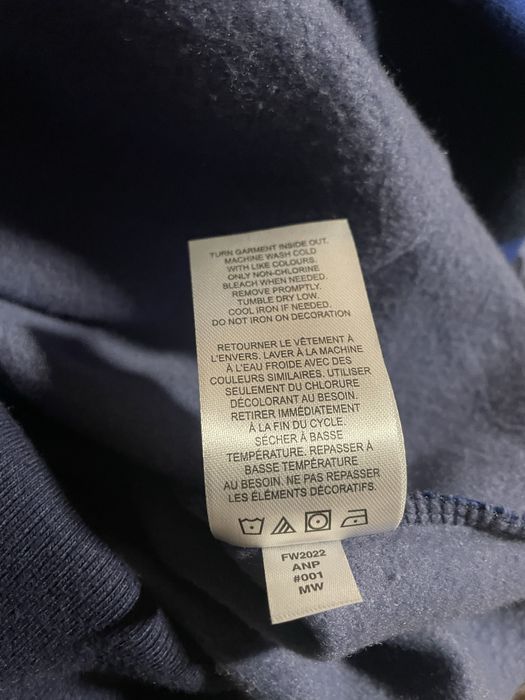 TURN GARMENT INSIDE OUT.
MACHINE WASH COLD
WITH LIKE COLOURS.
ONLY NON-CHLORINE
BLEACH WHEN NEEDED.
REMOVE PROMPTLY.
TUMBLE DRY LOW.
COOL IRON IF NEEDED.
DO NOT IRON ON DECORATION
RETOURNER LE VÊTEMENT À
L'ENVERS. LAVER À LA MACHINE
À L'EAU FROIDE AVEC DES
COULEURS SIMILAIRES. UTILISER
SEULEMENT DU CHLORURE
DÉCOLORANT AU BESOIN.
RETIRER IMMÉDIATEMENT
À LA FIN DU CYCLE.
SÉCHER À BASSE
TEMPÉRATURE. REPASSER À
BASSE TEMPÉRATURE
AU BESOIN. NE PAS REPASSER
LES ÉLÉMENTS DÉCORATIFS.
FW2022
ANP
#001
MW